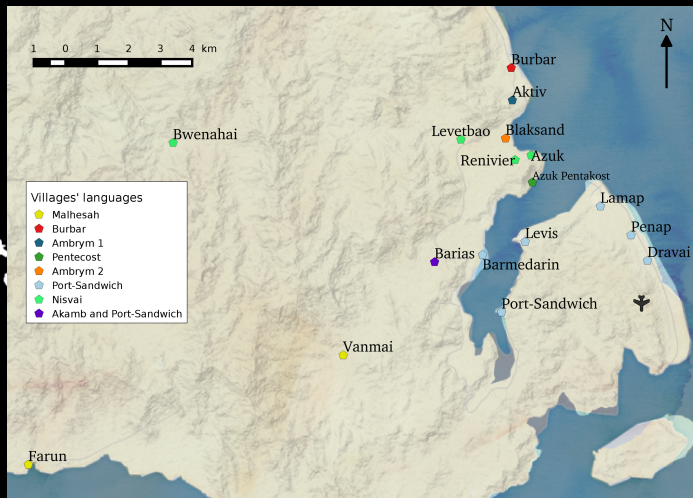 N
1 0 1 2 3 4 km
Burbar
Aktiv
Bwenahai
Levetbao
Blaksand
Renivier
Azuk
Azuk Pentakost
Lamap
Villages' languages
Malhesah
Burbar
Ambrym 1
Pentecost
Ambrym 2
Port-Sandwich
Nisvai
Akamb and Port-Sandwich
Penap
Levis
Dravai
Barias
Barmedarin
Port-Sandwich
Vanmai
Farun